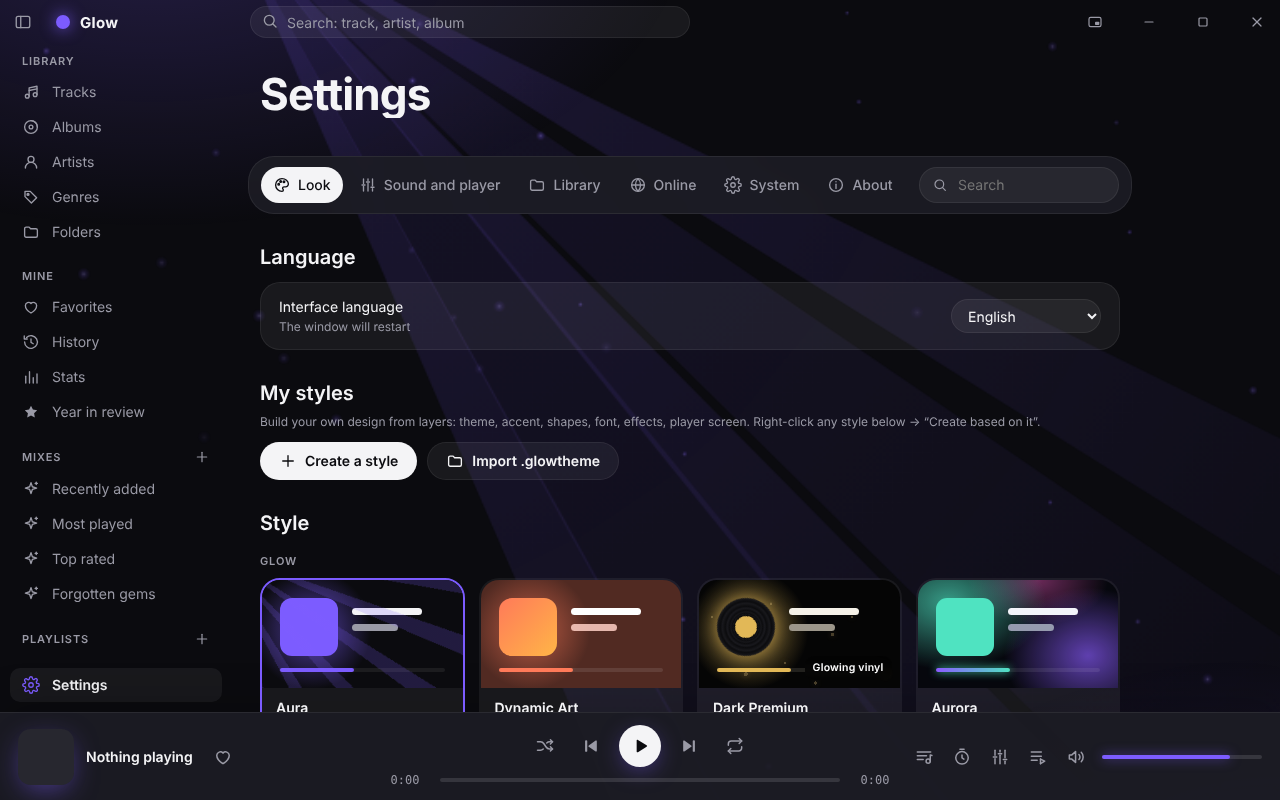 Glow
Search: track, artist, album
LIBRARY
Tracks
Albums
Artists
Genres
Folders
MINE
Favorites
History
Stats
Year in review
MIXES
Recently added
Most played
Top rated
Forgotten gems
PLAYLISTS
Settings
Settings
Look
Sound and player
Library
Online
System
About
Search
Language
Interface language
The window will restart
English
My styles
Build your own design from layers: theme, accent, shapes, font, effects, player screen. Right-click any style below → “Create based on it”.
Create a style
Import .glowtheme
Style
GLOW
Glowing vinyl
Aura
Dynamic Art
Dark Premium
Aurora
Nothing playing
0:00
0:00